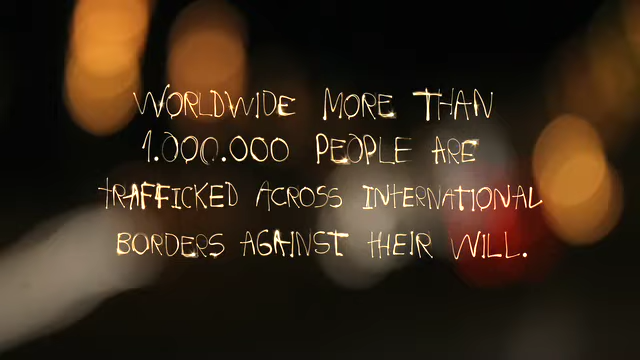 WORLDWIDE MORE THAN
1.000.000 PEOPLE ARE
TRAFFICKED ACROSS INTERNATIONAL
BORDERS AGAINST THEIR WILL.